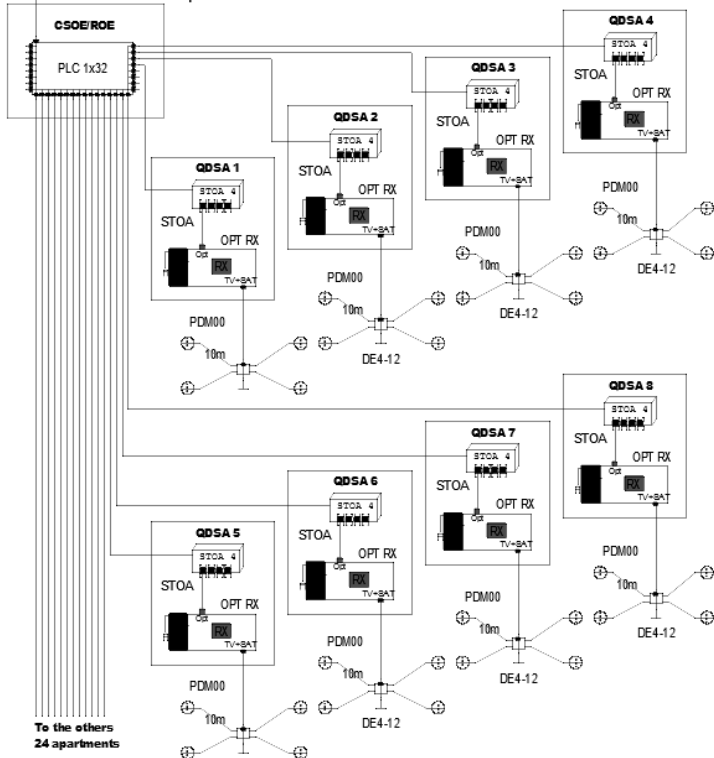 CSOE/ROE
PLC 1x32
QDSA 4
STOA 4
STOA
OPT RX
Opt
RX
TV+SAT
PDM00
10m
DE4-12
QDSA 3
STOA 4
STOA
OPT RX
Opt
RX
TV+SAT
PDM00
10m
DE4-12
QDSA 2
STOA 4
STOA
OPT RX
Opt
RX
TV+SAT
PDM00
10m
DE4-12
QDSA 1
STOA 4
STOA
OPT RX
Opt
RX
TV+SAT
PDM00
10m
QDSA 8
STOA 4
STOA
OPT RX
Opt
RX
TV+SAT
PDM00
10m
DE4-12
QDSA 7
STOA 4
STOA
OPT RX
Opt
RX
TV+SAT
PDM00
10m
DE4-12
QDSA 6
STOA 4
STOA
OPT RX
Opt
RX
TV+SAT
PDM00
10m
DE4-12
QDSA 5
STOA 4
STOA
OPT RX
Opt
RX
TV+SAT
PDM00
10m
To the others
24 apartments